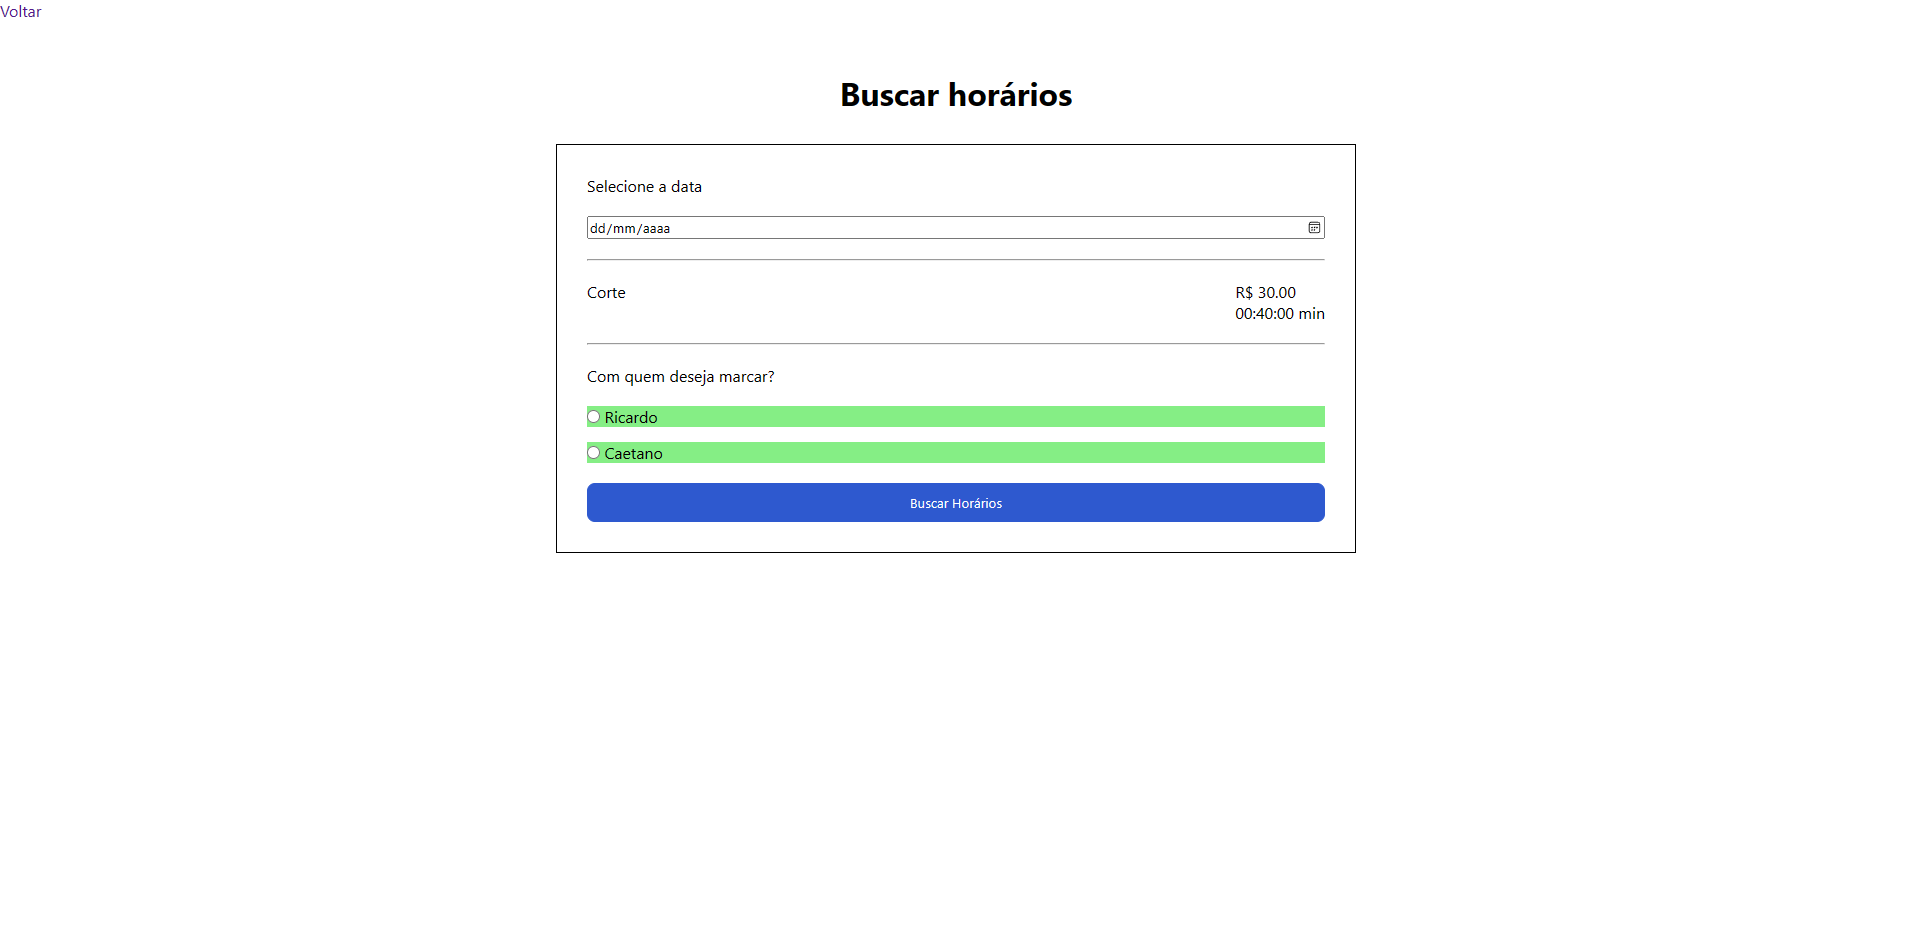 Voltar
Buscar horários
Selecione a data
dd/mm/aaaa
Corte
R$ 30.00
00:40:00 min
Com quem deseja marcar?
Ricardo
Caetano
Buscar Horários